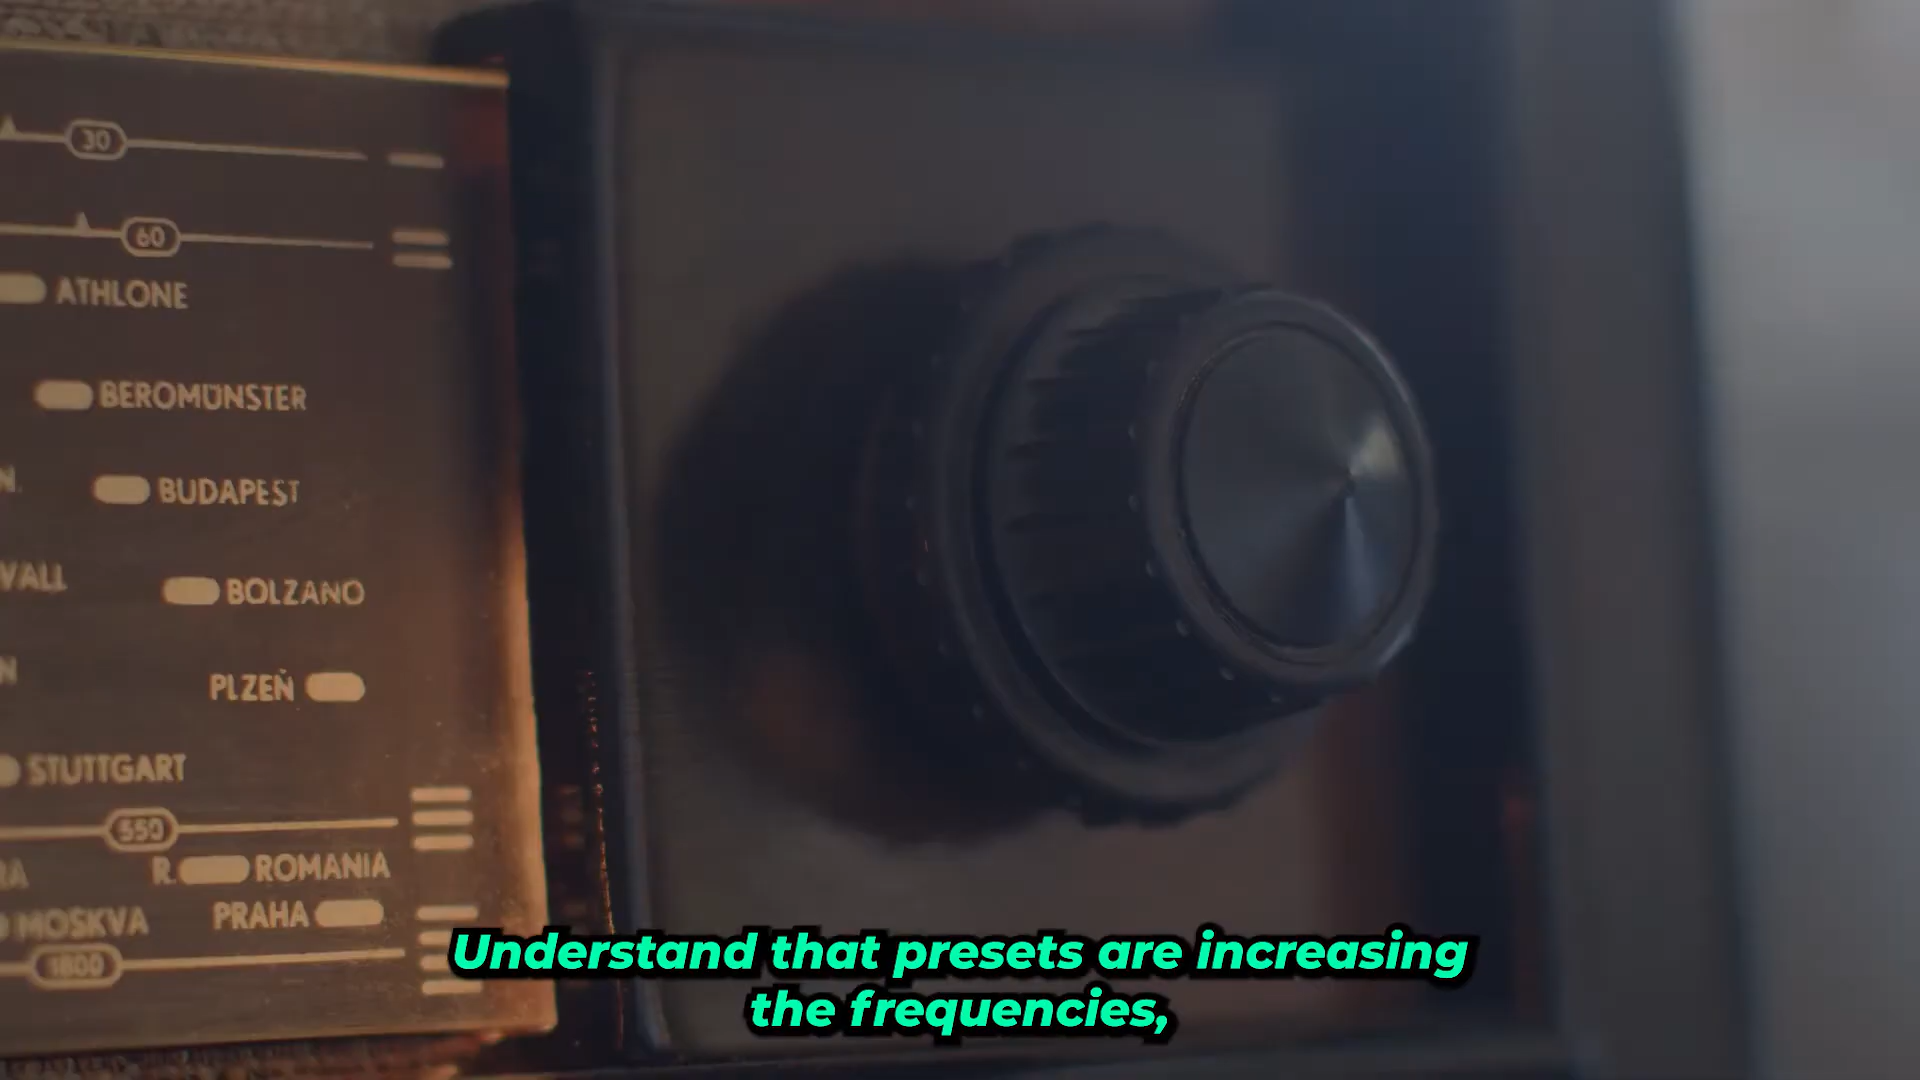 30
60
ATHLONE
BEROMÜNSTER
N.
BUDAPEST
VALL
BOLZANO
N
PLZEŇ
STUTTGART
550
RA
R. ROMANIA
MOSKVA
PRAHA
1800
Understand that presets are increasing
the frequencies,